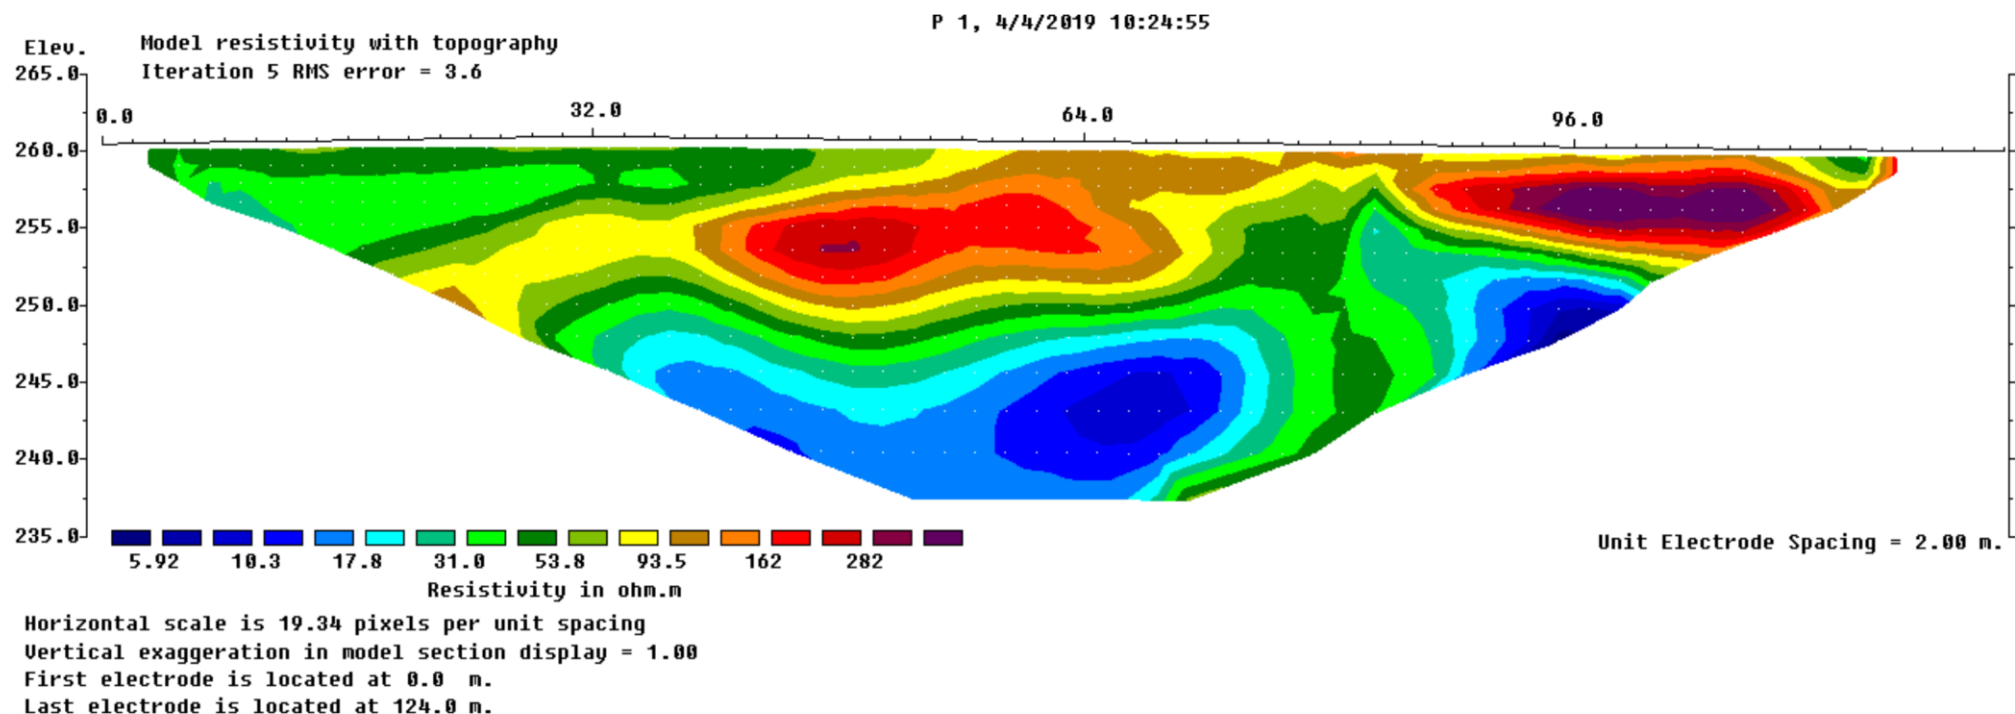 P 1, 4/4/2019 10:24:55
Elev.
Model resistivity with topography
265.0
Iteration 5 RMS error = 3.6
0.0 32.0 64.0 96.0
260.0
255.0
250.0
245.0
240.0
235.0
5.92 10.3 17.8 31.0 53.8 93.5 162 282
Unit Electrode Spacing = 2.00 m.
Resistivity in ohm.m
Horizontal scale is 19.34 pixels per unit spacing
Vertical exaggeration in model section display = 1.00
First electrode is located at 0.0 m.
Last electrode is located at 124.0 m.